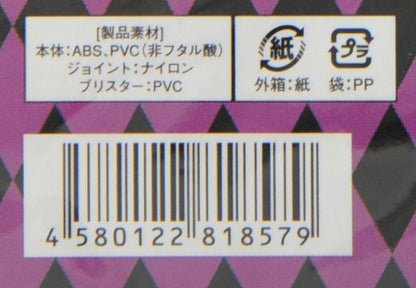 [製品素材]
本体:ABS、PVC(非フタル酸)
ジョイント:ナイロン
ブリスター:PVC
紙
プラ
外箱:紙 袋:PP
4 580122 818579